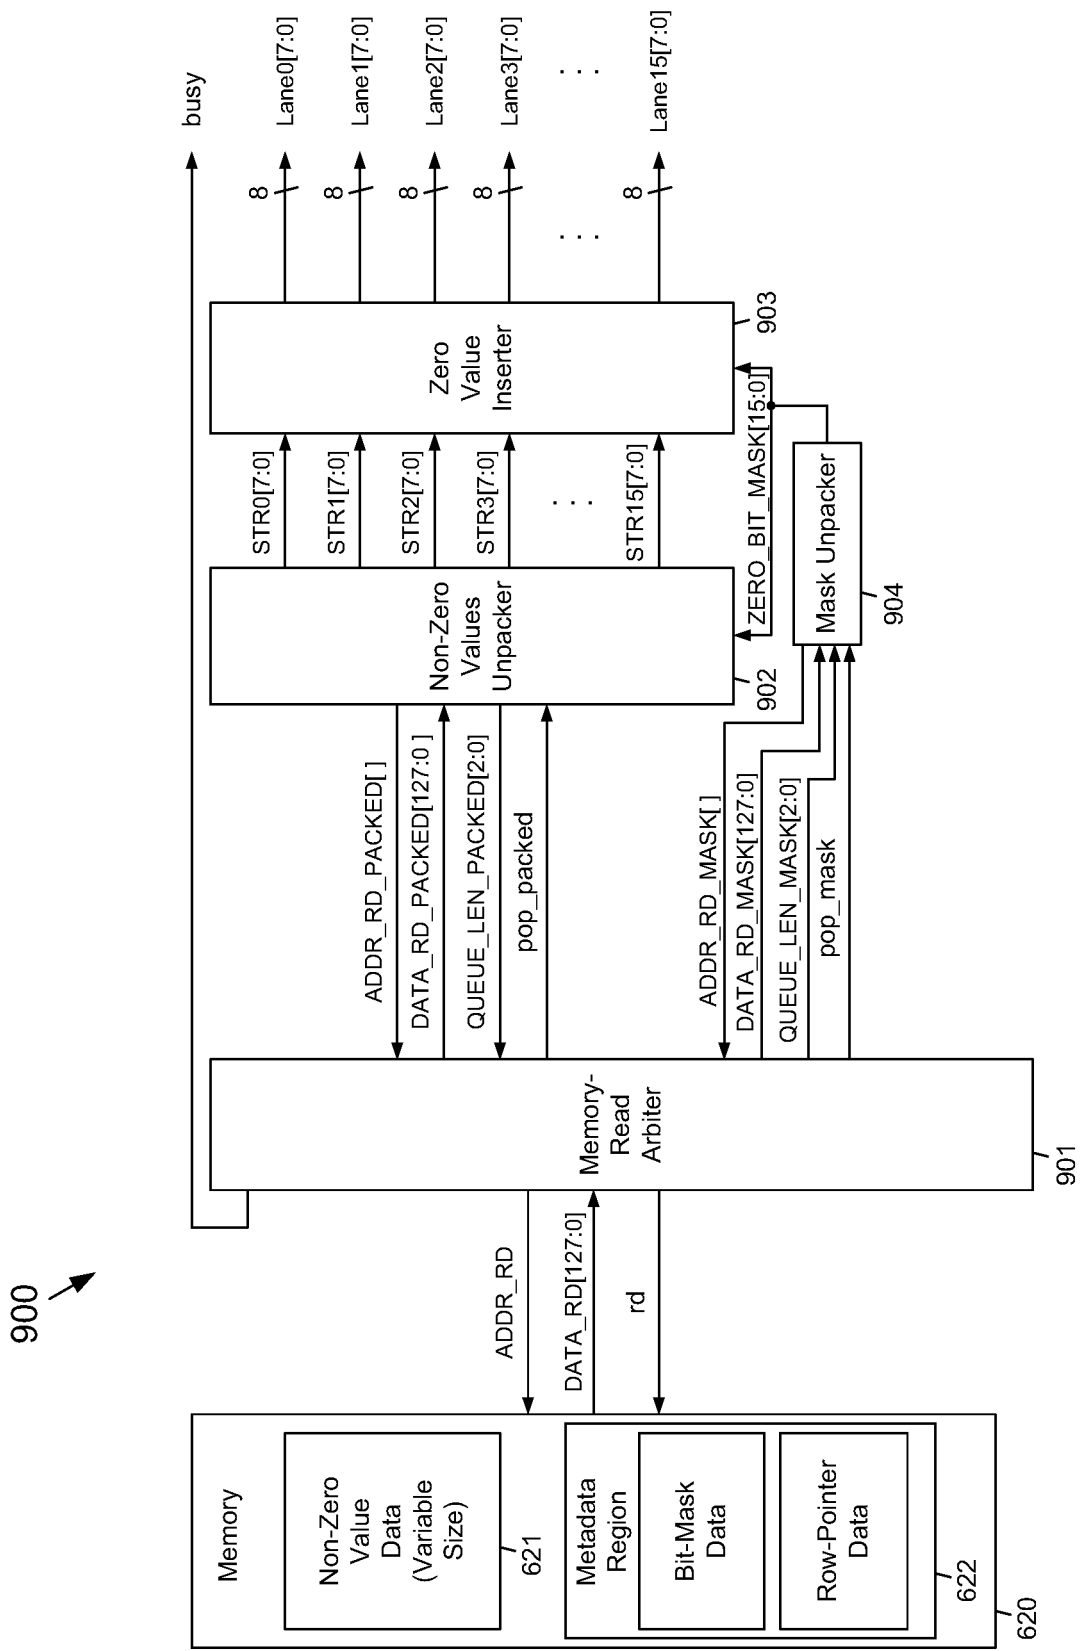 900
Memory
Non-Zero
Value
Data
(Variable
Size)
621
Metadata
Region
Bit-Mask
Data
Row-Pointer
Data
622
620
ADDR_RD
DATA_RD[127:0]
rd
Memory-
Read
Arbiter
901
ADDR_RD_PACKED[ ]
DATA_RD_PACKED[127:0 ]
QUEUE_LEN_PACKED[2:0]
pop_packed
ADDR_RD_MASK[ ]
DATA_RD_MASK[127:0]
QUEUE_LEN_MASK[2:0]
pop_mask
Non-Zero
Values
Unpacker
902
STR0[7:0]
STR1[7:0]
STR2[7:0]
STR3[7:0]
. . .
STR15[7:0]
ZERO_BIT_MASK[15:0]
Mask Unpacker
904
Zero
Value
Inserter
903
8
8
8
8
. . .
8
busy
Lane0[7:0]
Lane1[7:0]
Lane2[7:0]
Lane3[7:0]
. . .
Lane15[7:0]